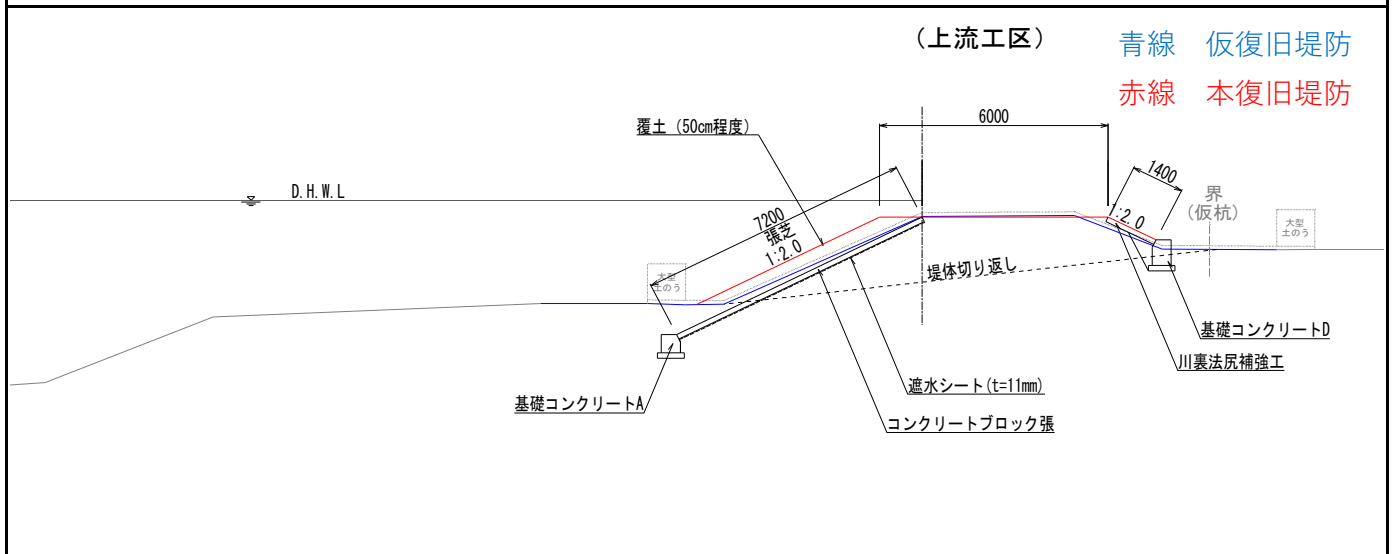 (上流工区)
青線　仮復旧堤防
赤線　本復旧堤防
6000
覆土 (50cm程度)
1400
D.H.W.L
界
(仮杭)
7200
張芝
1:2.0
1:2.0
大型
土のう
大型
土のう
堤体切り返し
基礎コンクリートD
川裏法尻補強工
遮水シート(t=11mm)
基礎コンクリートA
コンクリートブロック張